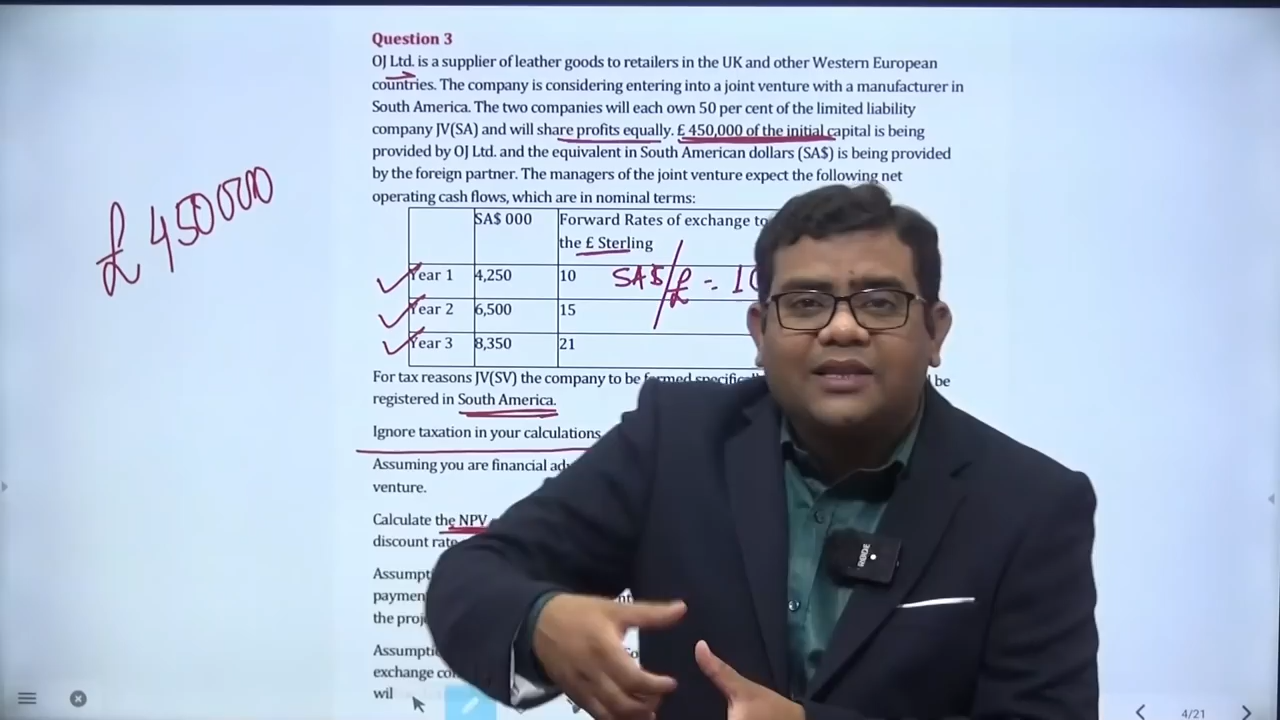 Question 3
OJ Ltd. is a supplier of leather goods to retailers in the UK and other Western European
countries. The company is considering entering into a joint venture with a manufacturer in
South America. The two companies will each own 50 per cent of the limited liability
company JV(SA) and will share profits equally. £ 450,000 of the initial capital is being
provided by OJ Ltd. and the equivalent in South American dollars (SA$) is being provided
by the foreign partner. The managers of the joint venture expect the following net
operating cash flows, which are in nominal terms:
£ 450000
SA$ 000 Forward Rates of exchange to
the £ Sterling
Year 1 4,250 10 SA$/£ = 10
Year 2 6,500 15
Year 3 8,350 21
For tax reasons JV(SV) the company to be formed be
registered in South America.
Ignore taxation in your calculations
Assuming you are financial
venture.
Calculate the NPV
discount rate
the
exchange
RODE
4/21